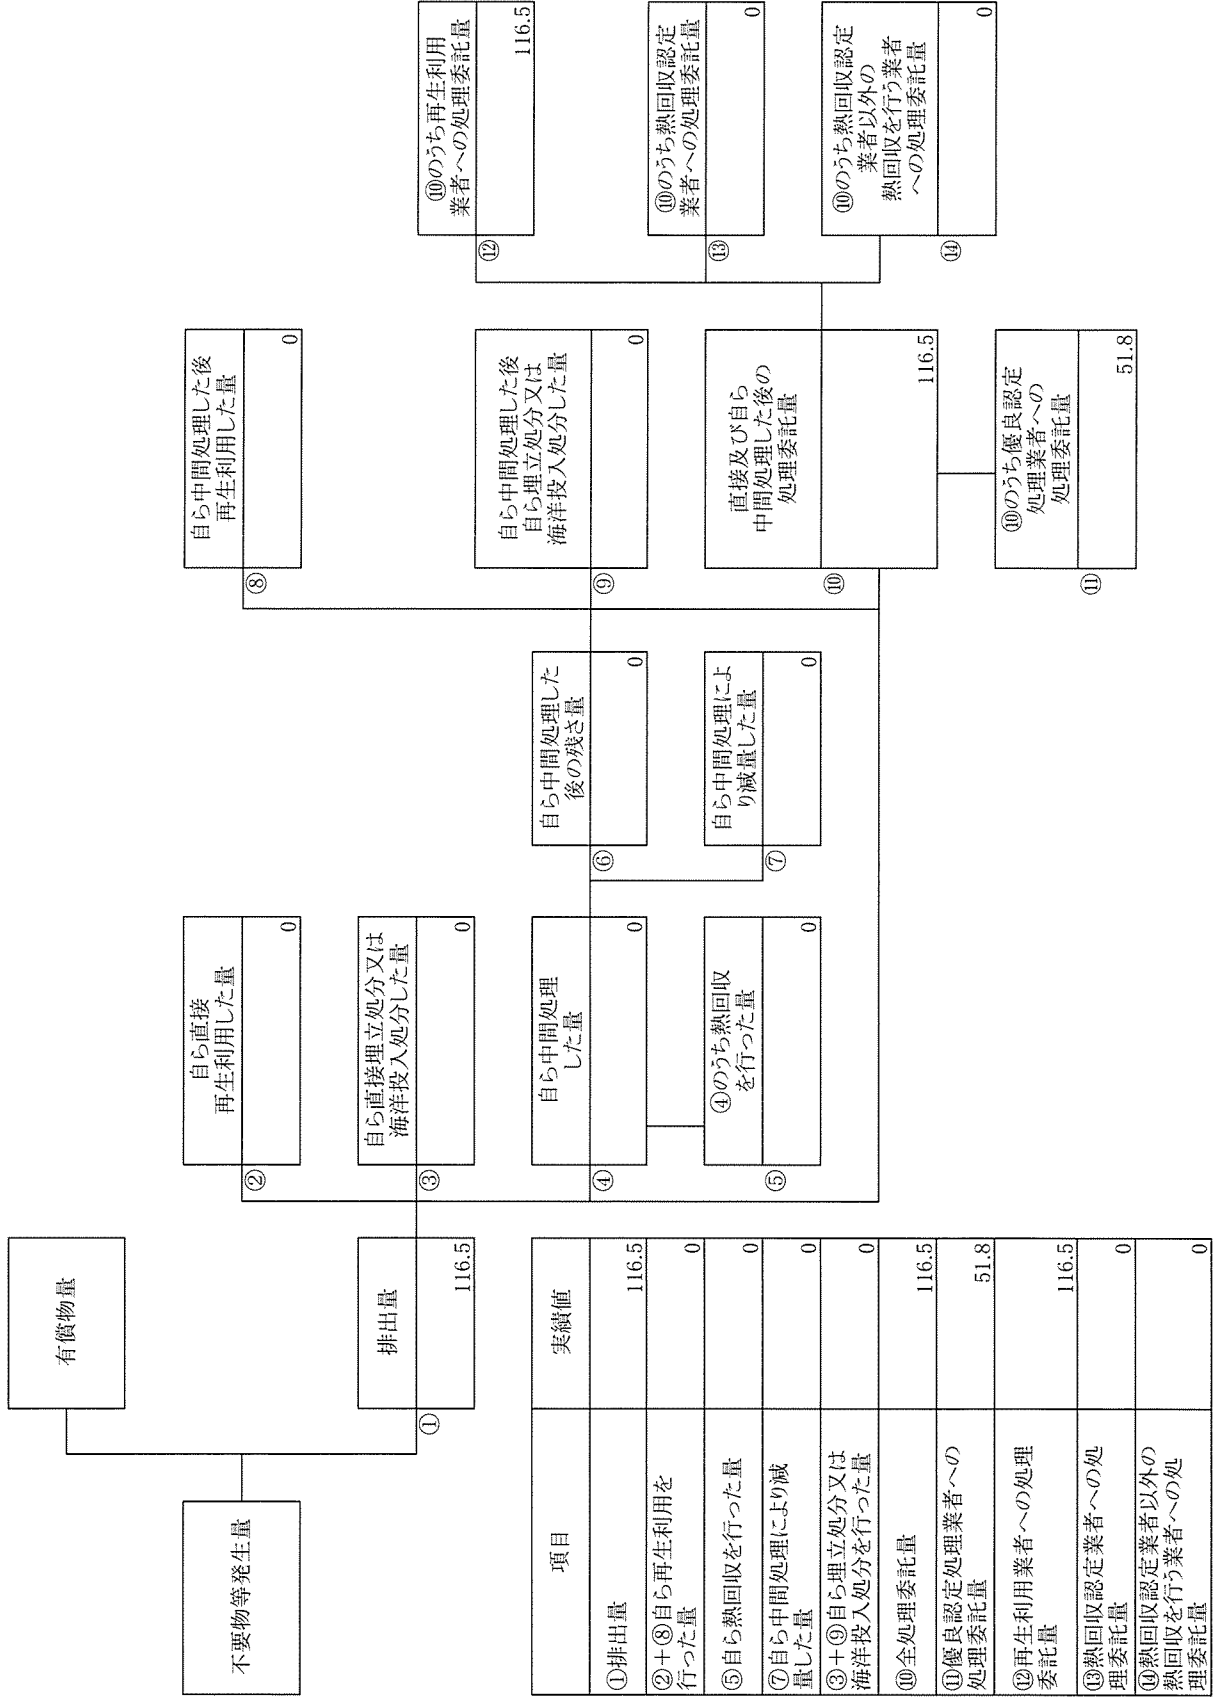 不要物等発生量
有償物量
①
排出量
116.5
②
自ら直接
再生利用した量
0
③
自ら直接埋立処分又は
海洋投入処分した量
0
④
自ら中間処理
した量
0
⑤
④のうち熱回収
を行った量
0
⑥
自ら中間処理した
後の残さ量
0
⑦
自ら中間処理によ
り減量した量
0
⑧
自ら中間処理した後
再生利用した量
0
⑨
自ら中間処理した後
自ら埋立処分又は
海洋投入処分した量
0
⑩
直接及び自ら
中間処理した後の
処理委託量
116.5
⑪
⑩のうち優良認定
処理業者への
処理委託量
51.8
⑫
⑩のうち再生利用
業者への処理委託量
116.5
⑬
⑩のうち熱回収認定
業者への処理委託量
0
⑭
⑩のうち熱回収認定
業者以外の
熱回収を行う業者
への処理委託量
0
項目 実績値
①排出量 116.5
②+⑧自ら再生利用を
行った量 0
⑤自ら熱回収を行った量 0
⑦自ら中間処理により減
量した量 0
③+⑨自ら埋立処分又は
海洋投入処分を行った量 0
⑩全処理委託量 116.5
⑪優良認定処理業者への
処理委託量 51.8
⑫再生利用業者への処理
委託量 116.5
⑬熱回収認定業者への処
理委託量 0
⑭熱回収認定業者以外の
熱回収を行う業者への処
理委託量 0